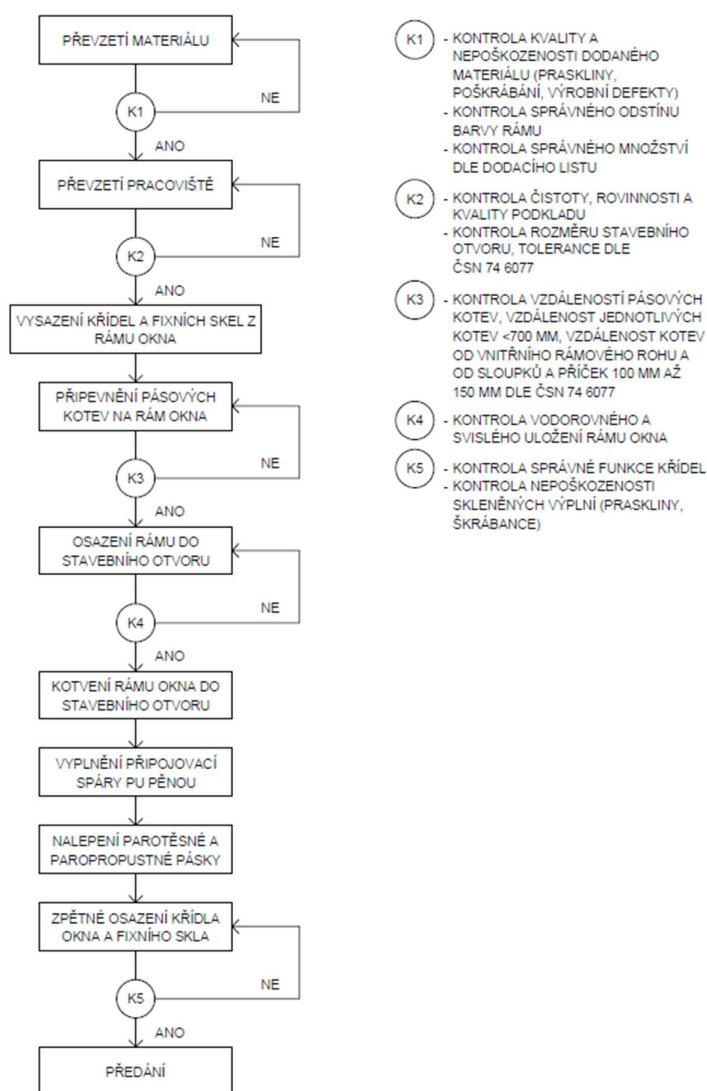 PŘEVZETÍ MATERIÁLU
NE
K1
ANO
PŘEVZETÍ PRACOVIŠTĚ
NE
K2
ANO
VYSAZENÍ KŘÍDEL A FIXNÍCH SKEL Z
RÁMU OKNA
PŘIPEVNĚNÍ PÁSOVÝCH
KOTEV NA RÁM OKNA
NE
K3
ANO
OSAZENÍ RÁMU DO
STAVEBNÍHO OTVORU
NE
K4
ANO
KOTVENÍ RÁMU OKNA DO
STAVEBNÍHO OTVORU
VYPLNĚNÍ PŘIPOJOVACÍ
SPÁRY PU PĚNOU
NALEPENÍ PAROTĚSNÉ A
PAROPROPUSTNÉ PÁSKY
ZPĚTNÉ OSAZENÍ KŘÍDLA
OKNA A FIXNÍHO SKLA
NE
K5
ANO
PŘEDÁNÍ
K1 - KONTROLA KVALITY A
NEPOŠKOZENOSTI DODANÉHO
MATERIÁLU (PRASKLINY,
POŠKRÁBÁNÍ, VÝROBNÍ DEFEKTY)
- KONTROLA SPRÁVNÉHO ODSTÍNU
BARVY RÁMU
- KONTROLA SPRÁVNÉHO MNOŽSTVÍ
DLE DODACÍHO LISTU
K2 - KONTROLA ČISTOTY, ROVINNOSTI A
KVALITY PODKLADU
- KONTROLA ROZMĚRU STAVEBNÍHO
OTVORU, TOLERANCE DLE
ČSN 74 6077
K3 - KONTROLA VZDÁLENOSTÍ PÁSOVÝCH
KOTEV, VZDÁLENOST JEDNOTLIVÝCH
KOTEV <700 MM, VZDÁLENOST KOTEV
OD VNITŘNÍHO RÁMOVÉHO ROHU A
OD SLOUPKŮ A PŘÍČEK 100 MM AŽ
150 MM DLE ČSN 74 6077
K4 - KONTROLA VODOROVNÉHO A
SVISLÉHO ULOŽENÍ RÁMU OKNA
K5 - KONTROLA SPRÁVNÉ FUNKCE KŘÍDEL
- KONTROLA NEPOŠKOZENOSTI
SKLENĚNÝCH VÝPLNÍ (PRASKLINY,
ŠKRÁBANCE)